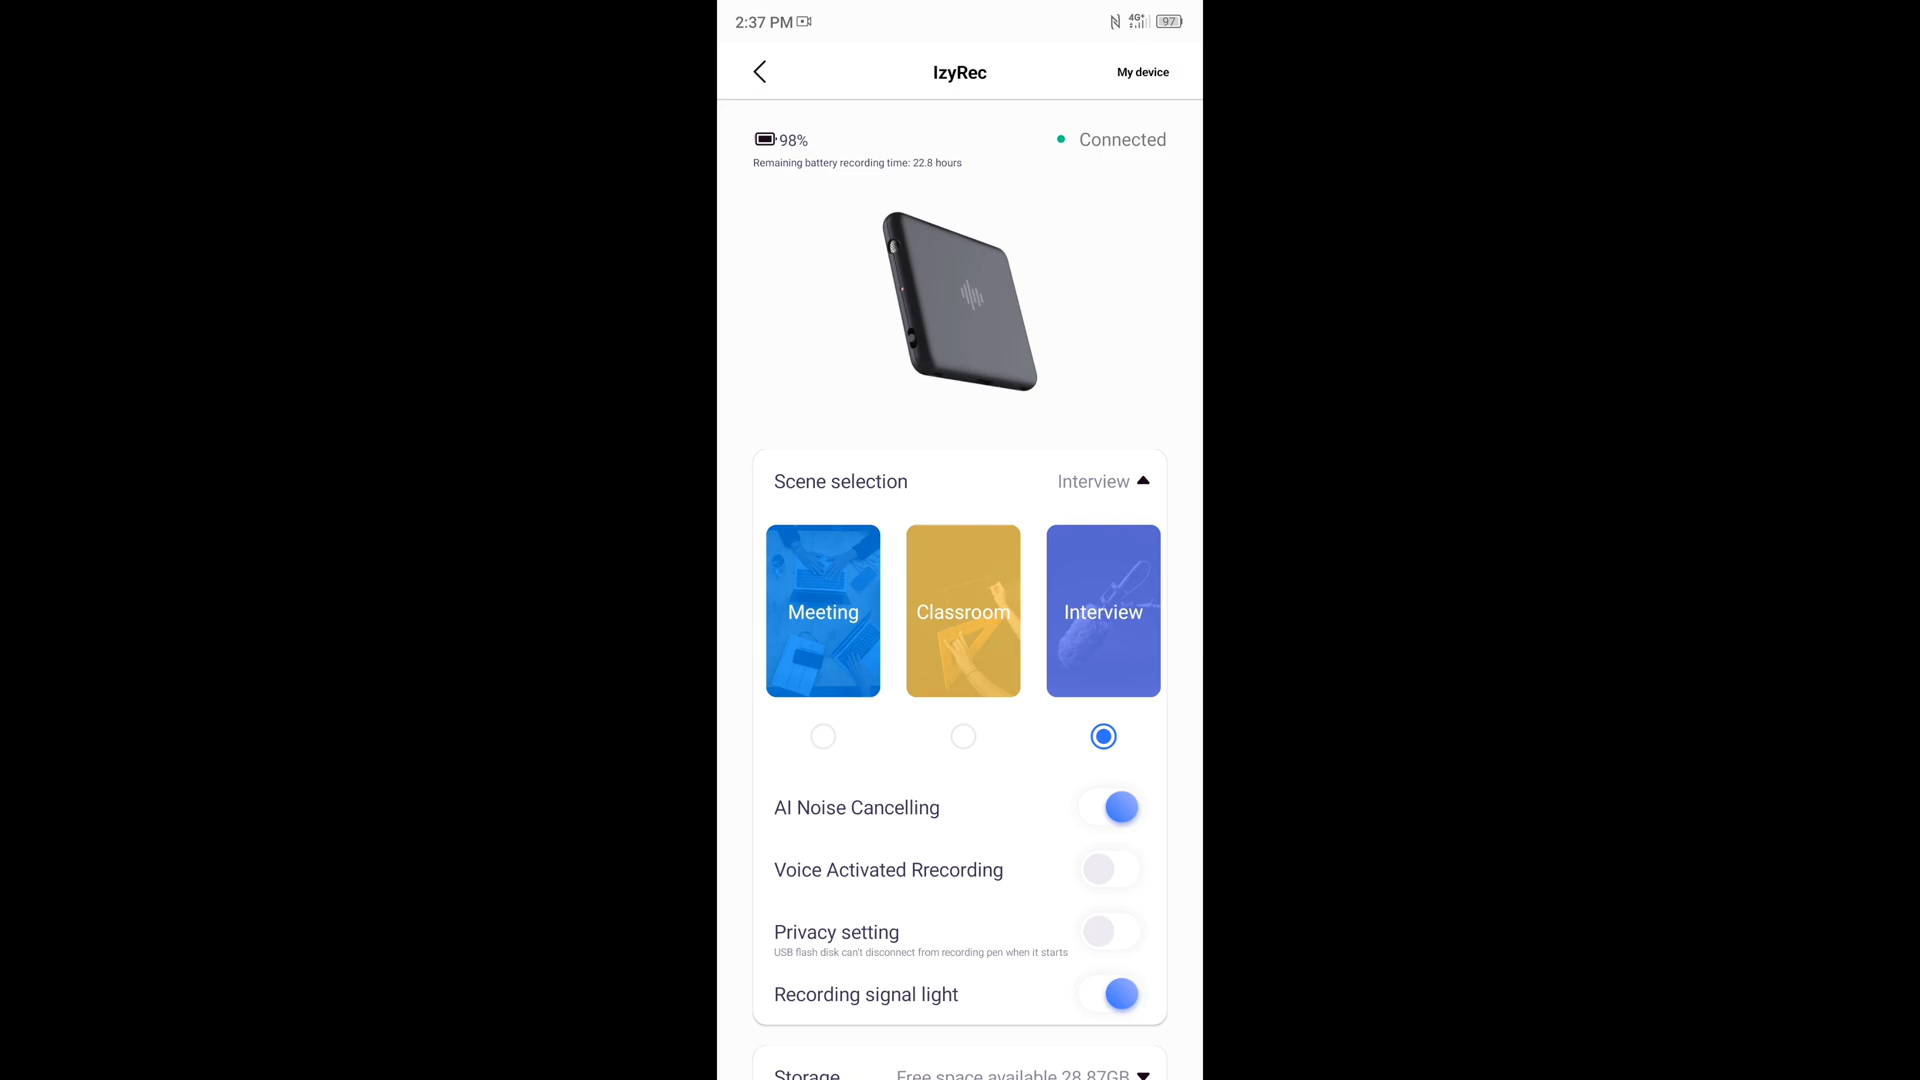 2:37 PM
4G+
97
IzyRec
My device
98%
Connected
Remaining battery recording time: 22.8 hours
Scene selection
Interview
Meeting
Classroom
Interview
AI Noise Cancelling
Voice Activated Rrecording
Privacy setting
USB flash disk can't disconnect from recording pen when it starts
Recording signal light
Storage
Free space available 28.87GB